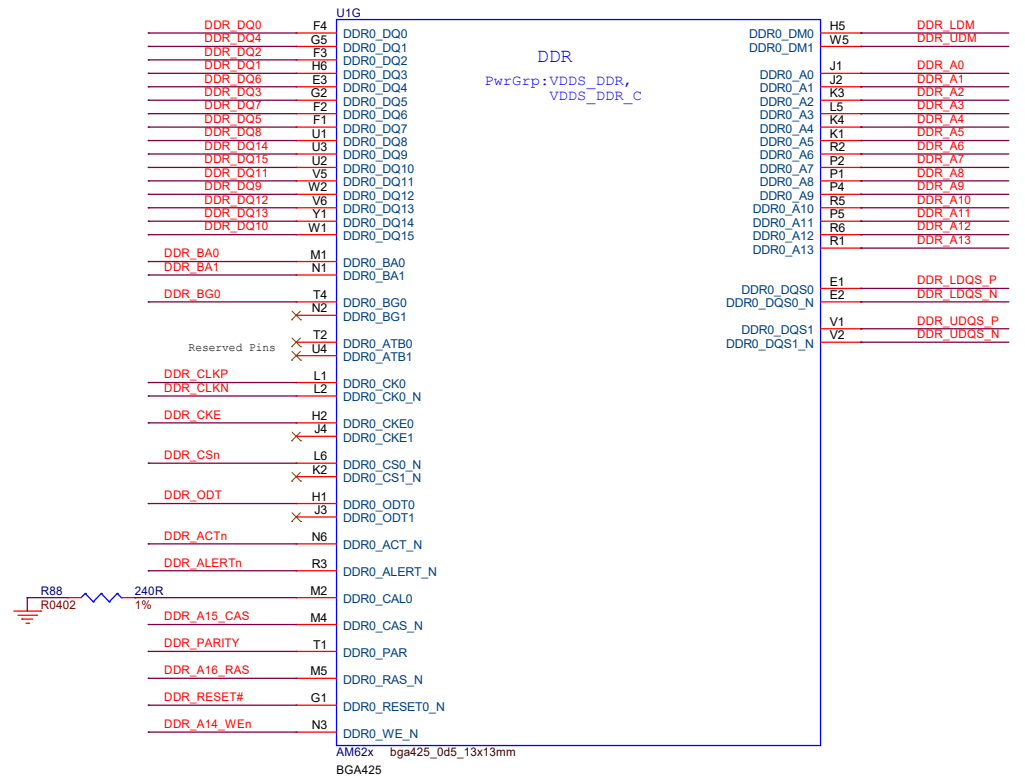 U1G
DDR
PwrGrp:VDDS_DDR,
VDDS_DDR_C
DDR_DQ0 F4 DDR0_DQ0
DDR_DQ4 G5 DDR0_DQ1
DDR_DQ2 F3 DDR0_DQ2
DDR_DQ1 H6 DDR0_DQ3
DDR_DQ6 E3 DDR0_DQ4
DDR_DQ3 G2 DDR0_DQ5
DDR_DQ7 F2 DDR0_DQ6
DDR_DQ5 F1 DDR0_DQ7
DDR_DQ8 U1 DDR0_DQ8
DDR_DQ14 U3 DDR0_DQ9
DDR_DQ15 U2 DDR0_DQ10
DDR_DQ11 V5 DDR0_DQ11
DDR_DQ9 W2 DDR0_DQ12
DDR_DQ12 V6 DDR0_DQ13
DDR_DQ13 Y1 DDR0_DQ14
DDR_DQ10 W1 DDR0_DQ15
DDR_BA0 M1 DDR0_BA0
DDR_BA1 N1 DDR0_BA1
DDR_BG0 T4 DDR0_BG0
N2 DDR0_BG1
T2 DDR0_ATB0
Reserved Pins
U4 DDR0_ATB1
DDR_CLKP L1 DDR0_CK0
DDR_CLKN L2 DDR0_CK0_N
DDR_CKE H2 DDR0_CKE0
J4 DDR0_CKE1
DDR_CSn L6 DDR0_CS0_N
K2 DDR0_CS1_N
DDR_ODT H1 DDR0_ODT0
J3 DDR0_ODT1
DDR_ACTn N6 DDR0_ACT_N
DDR_ALERTn R3 DDR0_ALERT_N
R88 240R M2 DDR0_CAL0
R0402 1%
DDR_A15_CAS M4 DDR0_CAS_N
DDR_PARITY T1 DDR0_PAR
DDR_A16_RAS M5 DDR0_RAS_N
DDR_RESET# G1 DDR0_RESET0_N
DDR_A14_WEn N3 DDR0_WE_N
DDR0_DM0 H5 DDR_LDM
DDR0_DM1 W5 DDR_UDM
DDR0_A0 J1 DDR_A0
DDR0_A1 J2 DDR_A1
DDR0_A2 K3 DDR_A2
DDR0_A3 L5 DDR_A3
DDR0_A4 K4 DDR_A4
DDR0_A5 K1 DDR_A5
DDR0_A6 R2 DDR_A6
DDR0_A7 P2 DDR_A7
DDR0_A8 P1 DDR_A8
DDR0_A9 P4 DDR_A9
DDR0_A10 R5 DDR_A10
DDR0_A11 P5 DDR_A11
DDR0_A12 R6 DDR_A12
DDR0_A13 R1 DDR_A13
DDR0_DQS0 E1 DDR_LDQS_P
DDR0_DQS0_N E2 DDR_LDQS_N
DDR0_DQS1 V1 DDR_UDQS_P
DDR0_DQS1_N V2 DDR_UDQS_N
AM62x bga425_0d5_13x13mm
BGA425